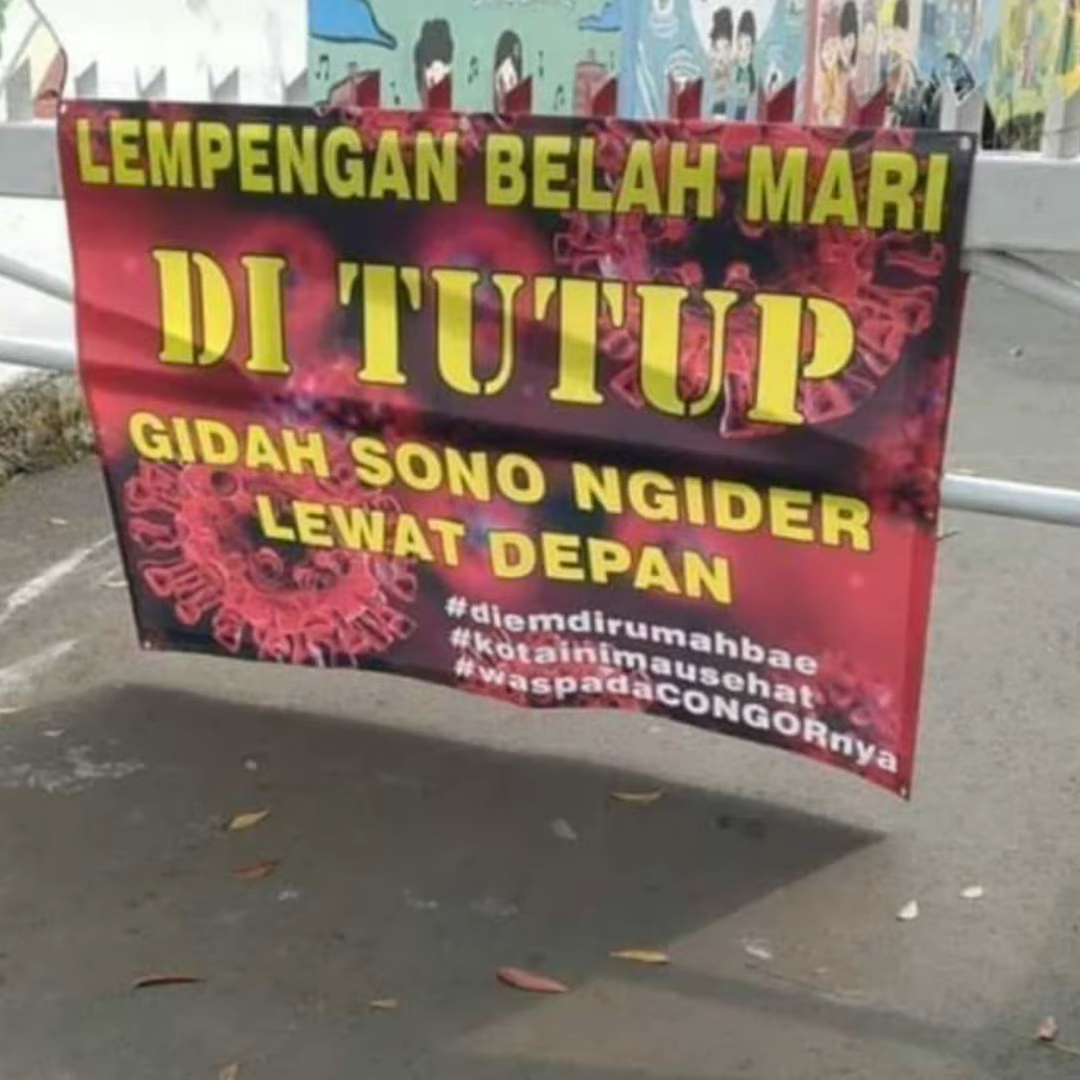 LEMPENGAN BELAH MARI
DI TUTUP
GIDAH SONO NGIDER
LEWAT DEPAN
#diemdirumahbae
#kotainimausehat
#waspadaCONGORnya